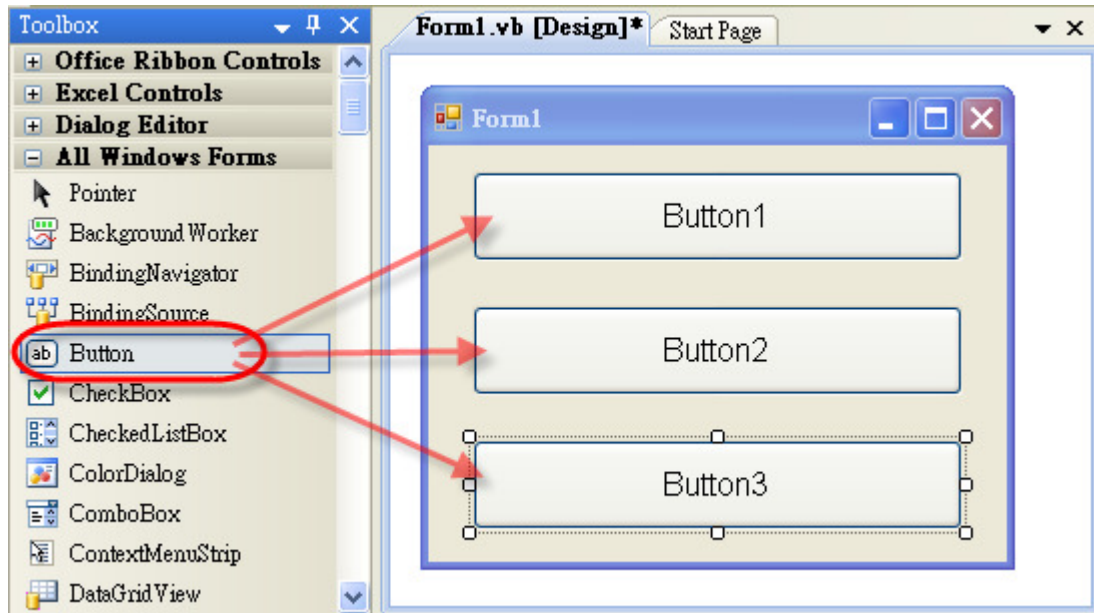 Toolbox
Form1.vb [Design]* Start Page
Office Ribbon Controls
Excel Controls
Dialog Editor
All Windows Forms
Pointer
BackgroundWorker
BindingNavigator
BindingSource
ab Button
CheckBox
CheckedListBox
ColorDialog
ComboBox
ContextMenuStrip
DataGridView
Form1
Button1
Button2
Button3